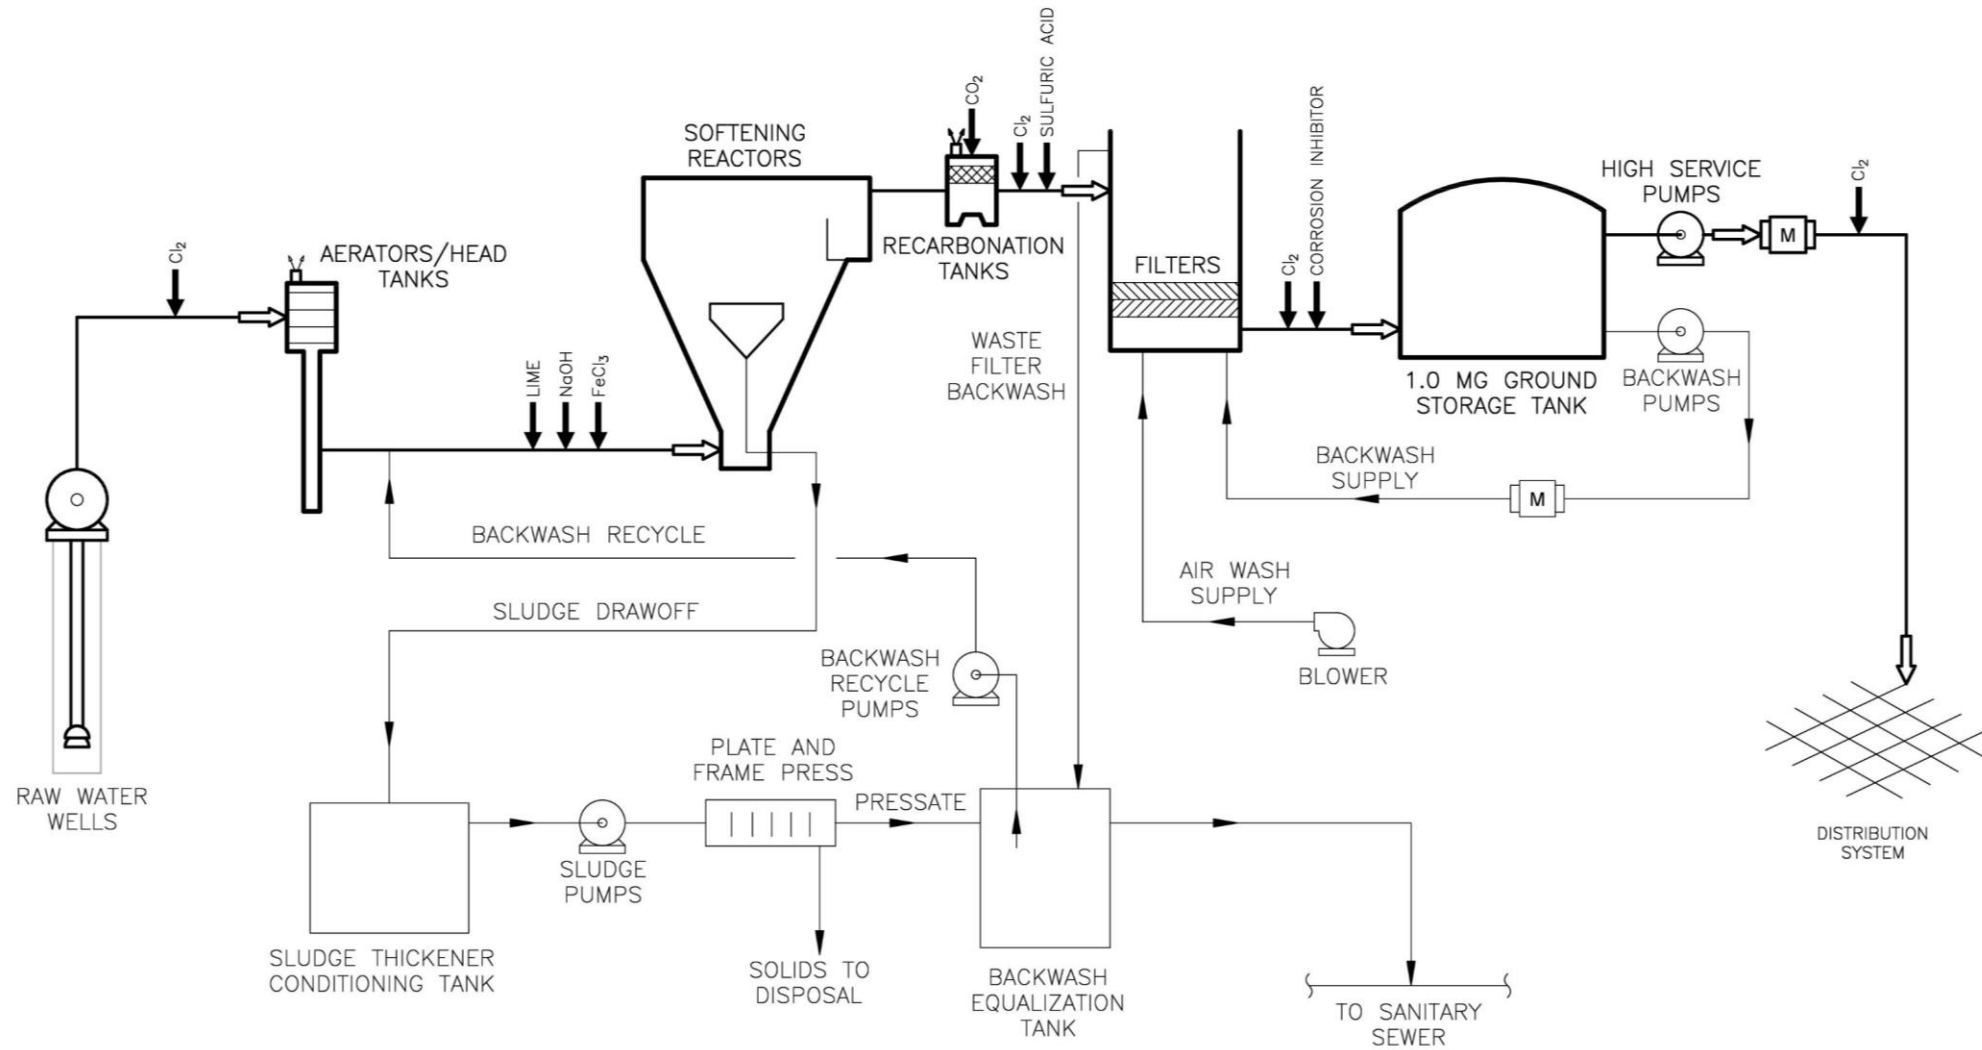 Cl₂
AERATORS/HEAD
TANKS
RAW WATER
WELLS
LIME
NaOH
FeCl₃
SOFTENING
REACTORS
CO₂
RECARBONATION
TANKS
Cl₂
SULFURIC ACID
FILTERS
Cl₂
CORROSION INHIBITOR
1.0 MG GROUND
STORAGE TANK
HIGH SERVICE
PUMPS
M
Cl₂
BACKWASH
PUMPS
BACKWASH
SUPPLY
M
WASTE
FILTER
BACKWASH
AIR WASH
SUPPLY
BLOWER
BACKWASH RECYCLE
SLUDGE DRAWOFF
BACKWASH
RECYCLE
PUMPS
PLATE AND
FRAME PRESS
PRESSATE
SLUDGE
PUMPS
SLUDGE THICKENER
CONDITIONING TANK
SOLIDS TO
DISPOSAL
BACKWASH
EQUALIZATION
TANK
TO SANITARY
SEWER
DISTRIBUTION
SYSTEM